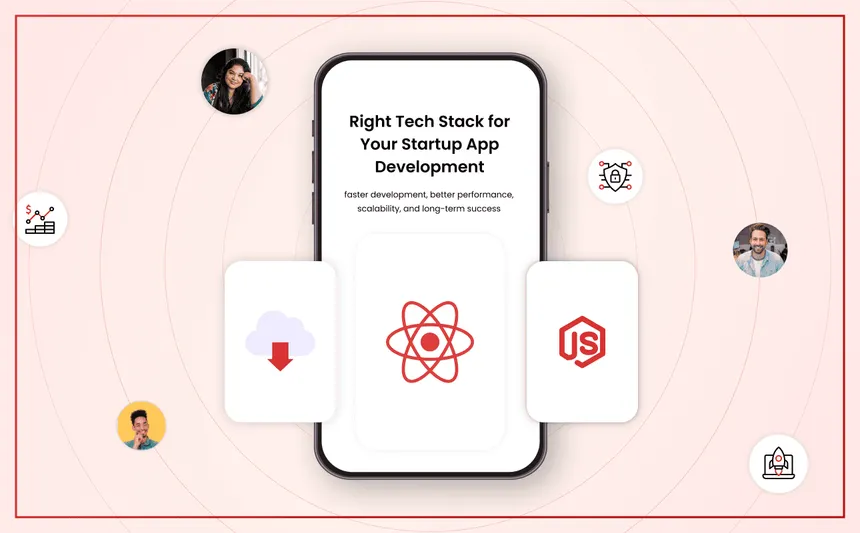 Right Tech Stack for
Your Startup App
Development
faster development, better performance,
scalability, and long-term success
$
JS